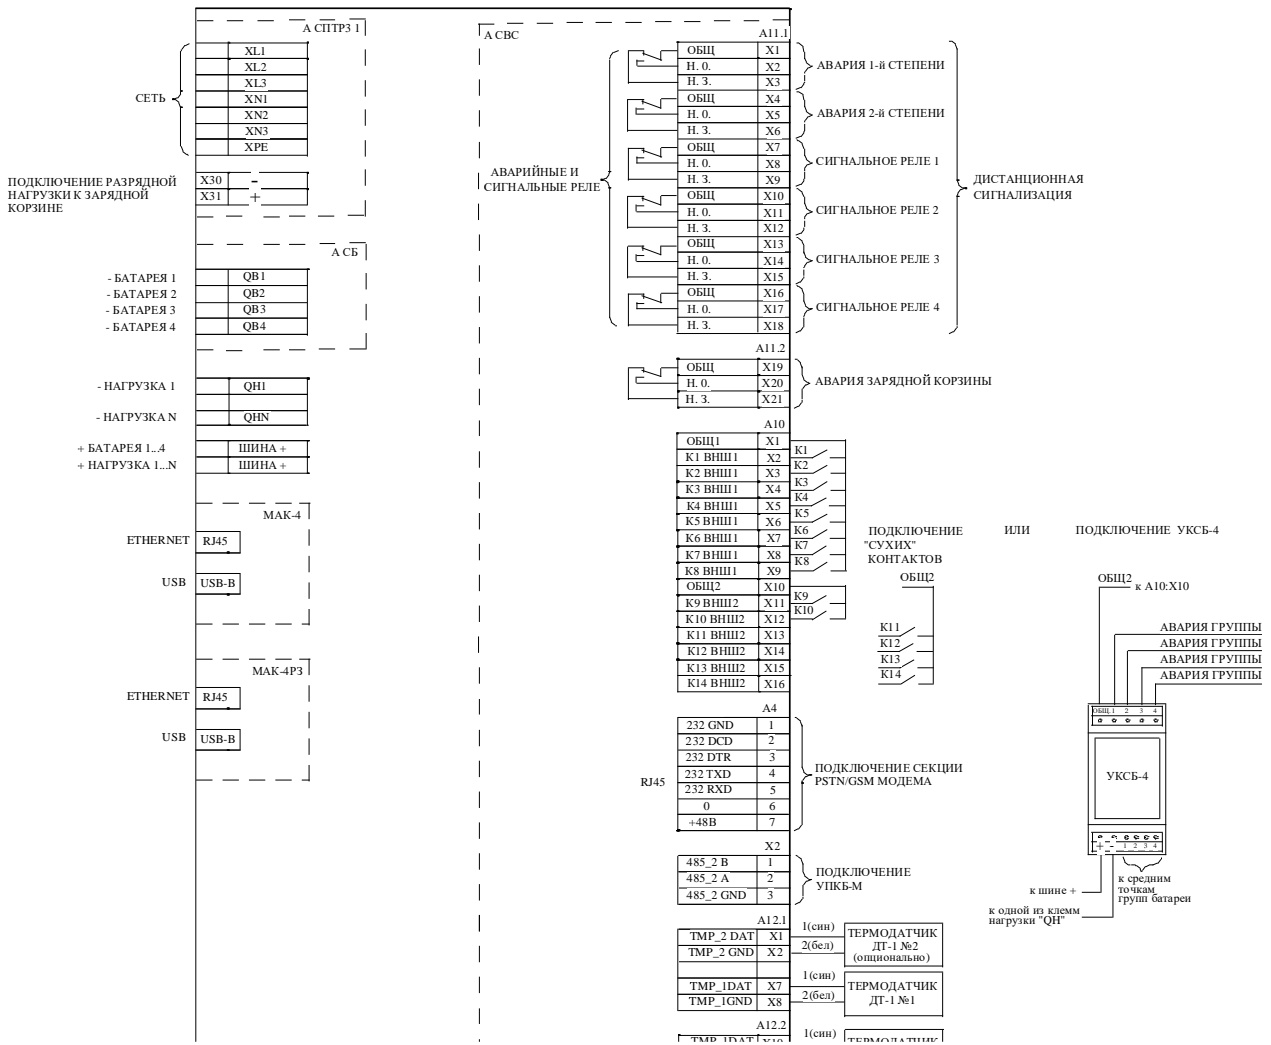 А СПТРЗ 1
XL1
XL2
XL3
XN1
XN2
XN3
XPE
СЕТЬ
X30 -
X31 +
ПОДКЛЮЧЕНИЕ РАЗРЯДНОЙ
НАГРУЗКИ К ЗАРЯДНОЙ
КОРЗИНЕ
А СБ
- БАТАРЕЯ 1 QB1
- БАТАРЕЯ 2 QB2
- БАТАРЕЯ 3 QB3
- БАТАРЕЯ 4 QB4
- НАГРУЗКА 1 QH1
- НАГРУЗКА N QHN
+ БАТАРЕЯ 1...4 ШИНА +
+ НАГРУЗКА 1...N ШИНА +
МАК-4
ETHERNET RJ45
USB USB-B
МАК-4РЗ
ETHERNET RJ45
USB USB-B
А СВС
А11.1
ОБЩ X1
Н. О. X2
Н. З. X3
АВАРИЯ 1-й СТЕПЕНИ
ОБЩ X4
Н. О. X5
Н. З. X6
АВАРИЯ 2-й СТЕПЕНИ
ОБЩ X7
Н. О. X8
Н. З. X9
СИГНАЛЬНОЕ РЕЛЕ 1
ОБЩ X10
Н. О. X11
Н. З. X12
СИГНАЛЬНОЕ РЕЛЕ 2
ОБЩ X13
Н. О. X14
Н. З. X15
СИГНАЛЬНОЕ РЕЛЕ 3
ОБЩ X16
Н. О. X17
Н. З. X18
СИГНАЛЬНОЕ РЕЛЕ 4
АВАРИЙНЫЕ И
СИГНАЛЬНЫЕ РЕЛЕ
ДИСТАНЦИОННАЯ
СИГНАЛИЗАЦИЯ
А11.2
ОБЩ X19
Н. О. X20
Н. З. X21
АВАРИЯ ЗАРЯДНОЙ КОРЗИНЫ
А10
ОБЩ1 X1
К1 ВНШ1 X2 К1
К2 ВНШ1 X3 К2
К3 ВНШ1 X4 К3
К4 ВНШ1 X5 К4
К5 ВНШ1 X6 К5
К6 ВНШ1 X7 К6
К7 ВНШ1 X8 К7
К8 ВНШ1 X9 К8
ОБЩ2 X10
К9 ВНШ2 X11 К9
К10 ВНШ2 X12 К10
К11 ВНШ2 X13
К12 ВНШ2 X14
К13 ВНШ2 X15
К14 ВНШ2 X16
ПОДКЛЮЧЕНИЕ
"СУХИХ"
КОНТАКТОВ
ОБЩ2
К11
К12
К13
К14
ИЛИ
ПОДКЛЮЧЕНИЕ УКСБ-4
ОБЩ2
к А10:X10
АВАРИЯ ГРУППЫ
АВАРИЯ ГРУППЫ
АВАРИЯ ГРУППЫ
АВАРИЯ ГРУППЫ
ОБЩ. 1 2 3 4
УКСБ-4
+ - 1 2 3 4
к шине +
к одной из клемм
нагрузки "QH"
к средним
точкам
групп батареи
А4
232 GND 1
232 DCD 2
232 DTR 3
232 TXD 4
232 RXD 5
0 6
+48В 7
RJ45
ПОДКЛЮЧЕНИЕ СЕКЦИИ
PSTN/GSM МОДЕМА
X2
485_2 B 1
485_2 A 2
485_2 GND 3
ПОДКЛЮЧЕНИЕ
УПКБ-М
А12.1
TMP_2 DAT X1 1(син)
TMP_2 GND X2 2(бел)
ТЕРМОДАТЧИК
ДТ-1 №2
(опционально)
TMP_1DAT X7 1(син)
TMP_1GND X8 2(бел)
ТЕРМОДАТЧИК
ДТ-1 №1
А12.2
TMP_1DAT X10 1(син)
ТЕРМОДАТЧИК